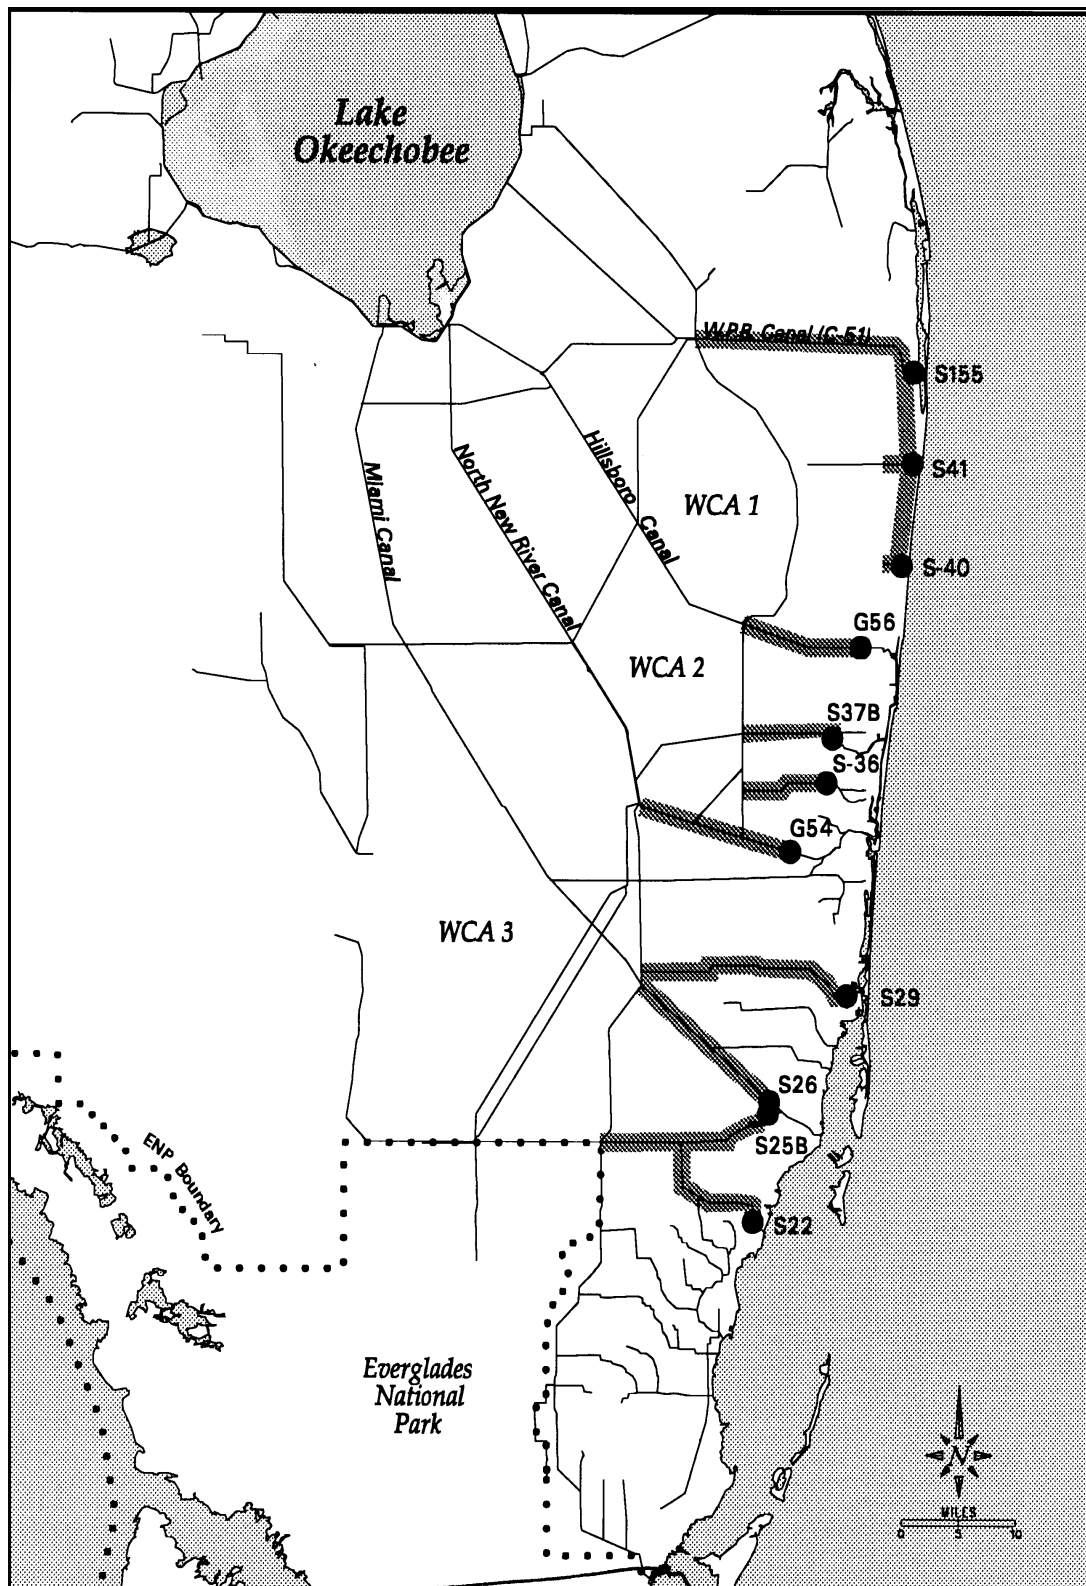 Lake
Okeechobee
W.P.B. Canal (C-51)
S155
S41
Hillsboro Canal
North New River Canal
Miami Canal
WCA 1
S-40
G56
WCA 2
S37B
S-36
G54
WCA 3
S29
S26
S25B
ENP Boundary
S22
Everglades
National
Park
N
MILES
0 5 10